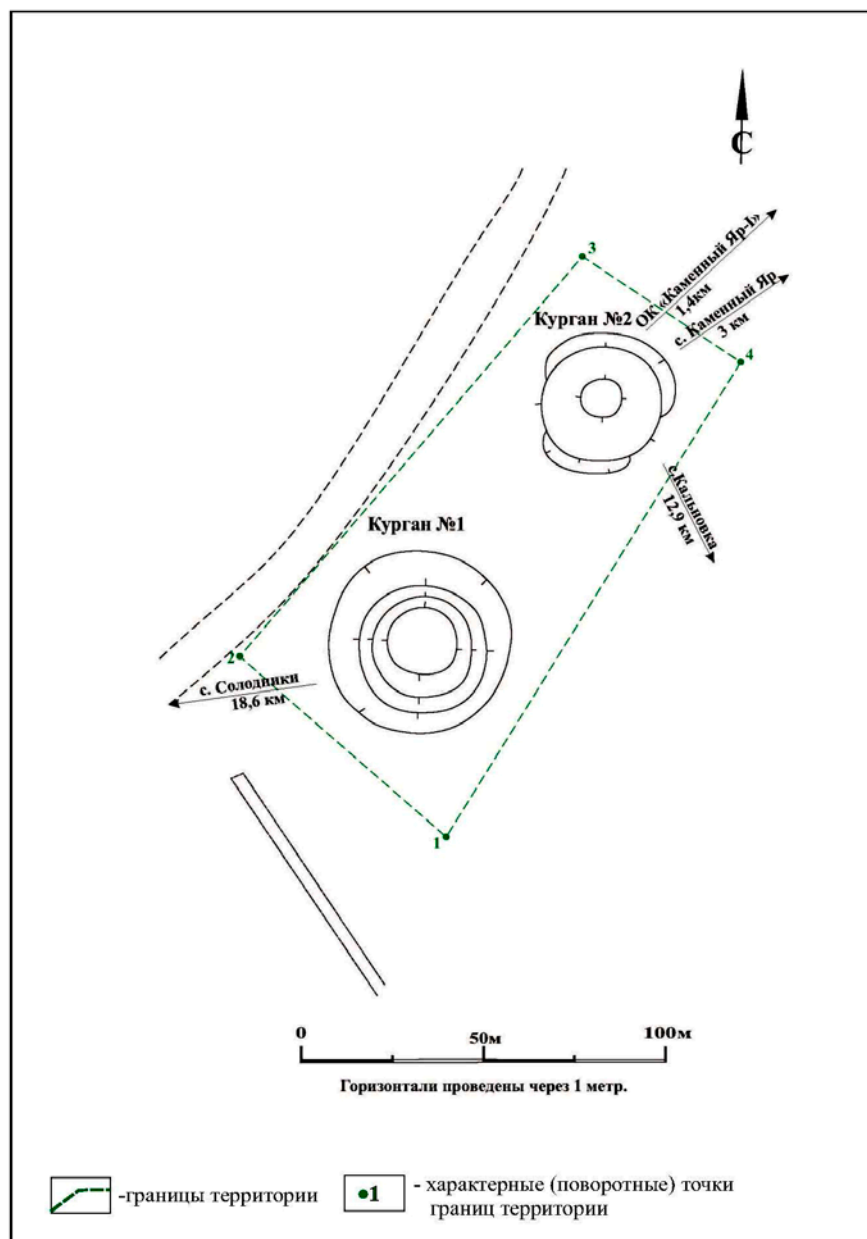 С
3
ОК «Каменный Яр-I»
1,4км
с. Каменный Яр
3 км
Курган №2
4
с.Кальновка
12,9 км
Курган №1
2
с. Солодники
18,6 км
1
0
50м
100м
Горизонтали проведены через 1 метр.
-границы территории
1
- характерные (поворотные) точки
границ территории